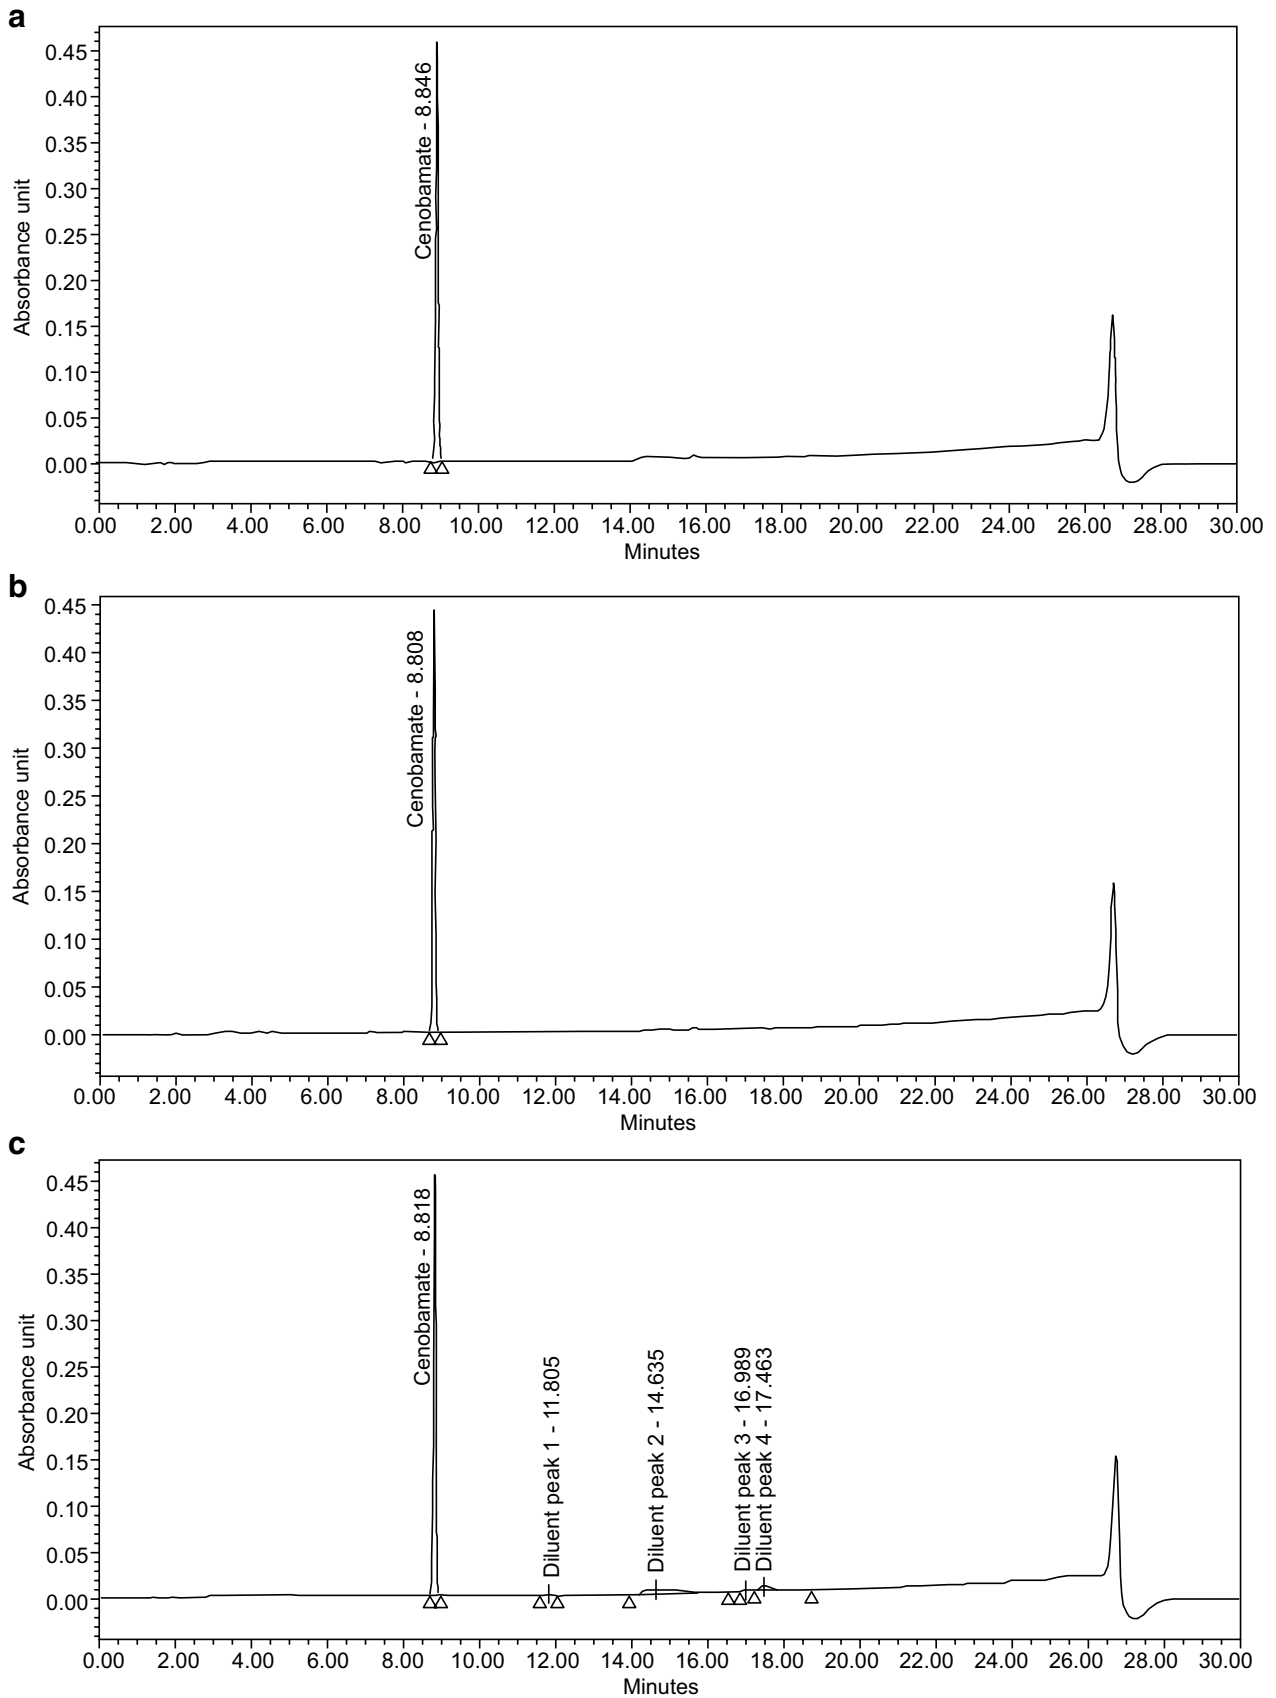 a
Absorbance unit
0.45
0.40
0.35
0.30
0.25
0.20
0.15
0.10
0.05
0.00
Cenobamate - 8.846
0.00 2.00 4.00 6.00 8.00 10.00 12.00 14.00 16.00 18.00 20.00 22.00 24.00 26.00 28.00 30.00
Minutes
b
Absorbance unit
0.45
0.40
0.35
0.30
0.25
0.20
0.15
0.10
0.05
0.00
Cenobamate - 8.808
0.00 2.00 4.00 6.00 8.00 10.00 12.00 14.00 16.00 18.00 20.00 22.00 24.00 26.00 28.00 30.00
Minutes
c
Absorbance unit
0.45
0.40
0.35
0.30
0.25
0.20
0.15
0.10
0.05
0.00
Cenobamate - 8.818
Diluent peak 1 - 11.805
Diluent peak 2 - 14.635
Diluent peak 3 - 16.989
Diluent peak 4 - 17.463
0.00 2.00 4.00 6.00 8.00 10.00 12.00 14.00 16.00 18.00 20.00 22.00 24.00 26.00 28.00 30.00
Minutes